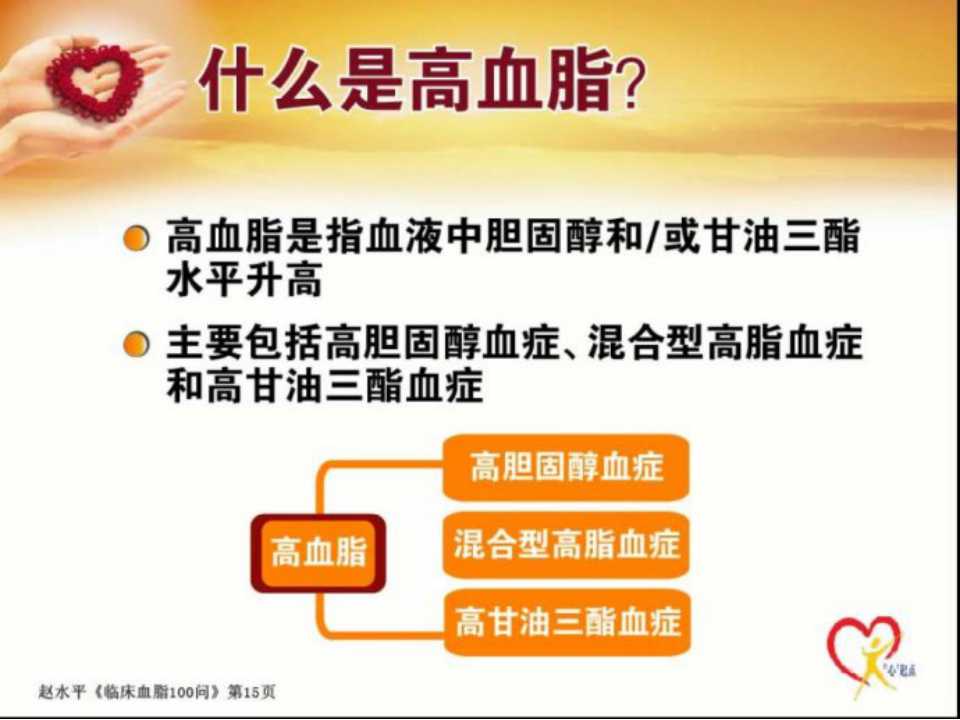 什么是高血脂?
高血脂是指血液中胆固醇和/或甘油三酯
水平升高
主要包括高胆固醇血症、混合型高脂血症
和高甘油三酯血症
高胆固醇血症
高血脂
混合型高脂血症
高甘油三酯血症
"心"起点
赵水平《临床血脂100问》第15页